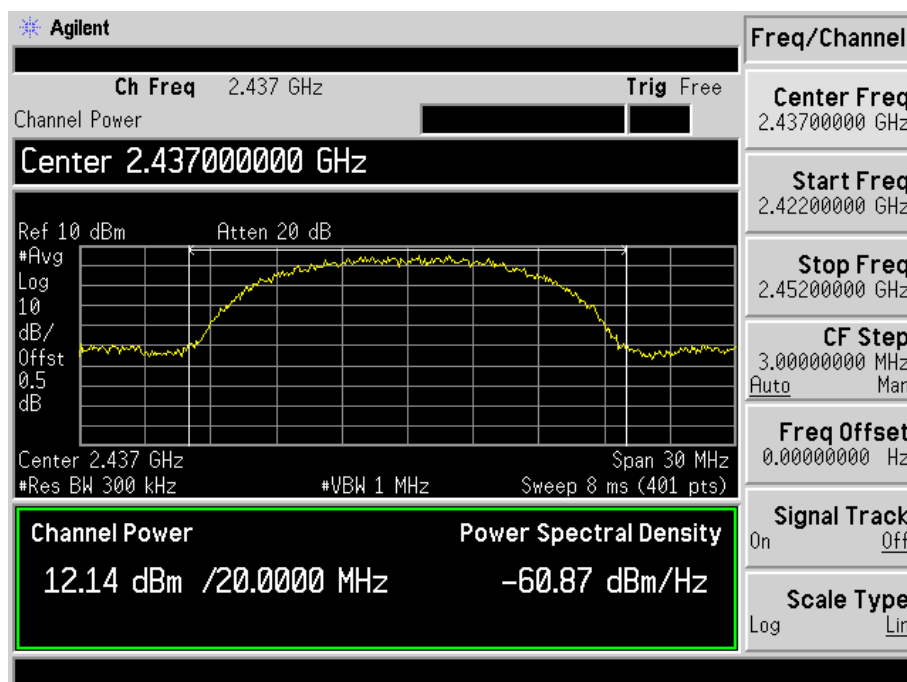 Agilent
Freq/Channel
Ch Freq 2.437 GHz Trig Free
Channel Power
Center 2.437000000 GHz
Ref 10 dBm Atten 20 dB
#Avg
Log
10
dB/
Offst
0.5
dB
Center 2.437 GHz Span 30 MHz
#Res BW 300 kHz #VBW 1 MHz Sweep 8 ms (401 pts)
Channel Power Power Spectral Density
12.14 dBm /20.0000 MHz -60.87 dBm/Hz
Center Freq
2.43700000 GHz
Start Freq
2.42200000 GHz
Stop Freq
2.45200000 GHz
CF Step
3.00000000 MHz
Auto Man
Freq Offset
0.00000000 Hz
Signal Track
On Off
Scale Type
Log Lin